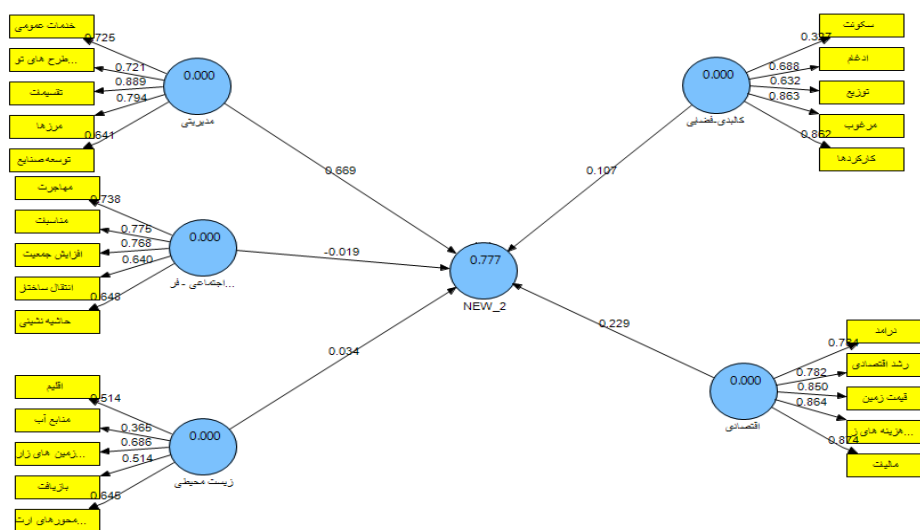 خدمات عمومی
طرح های تو...
تقسیمات
مرزها
توسعه صنایع
0.725
0.721
0.889
0.794
0.641
0.000
مدیریتی
مهاجرت
مناسبات
افزایش جمعیت
انتقال ساختار
حاشیه نشینی
0.738
0.775
0.768
0.640
0.648
0.000
اجتماعی - فر...
اقلیم
منابع آب
زمین های زار...
بازیافت
محورهای ارت...
0.514
0.365
0.686
0.514
0.645
0.000
زیست محیطی
0.669
-0.019
0.034
0.107
0.229
0.777
NEW_2
0.000
کالبدی-فضایی
0.688
0.632
0.863
0.862
سکونت
ادغام
توزیع
مرغوب
کارکردها
0.000
اقتصادی
0.782
0.850
0.864
0.874
درامد
رشد اقتصادی
قیمت زمین
هزینه های ز...
مالیات